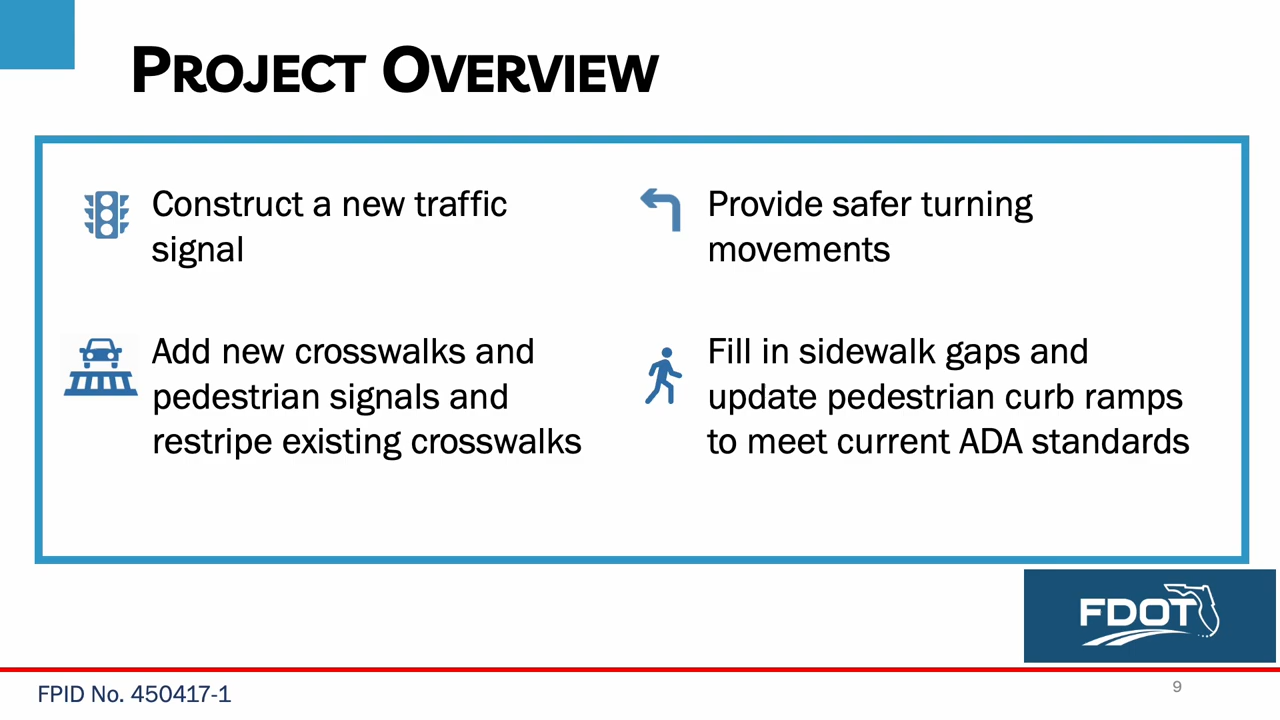 PROJECT OVERVIEW
Construct a new traffic
signal
Provide safer turning
movements
Add new crosswalks and
pedestrian signals and
restripe existing crosswalks
Fill in sidewalk gaps and
update pedestrian curb ramps
to meet current ADA standards
FDOT
FPID No. 450417-1
9